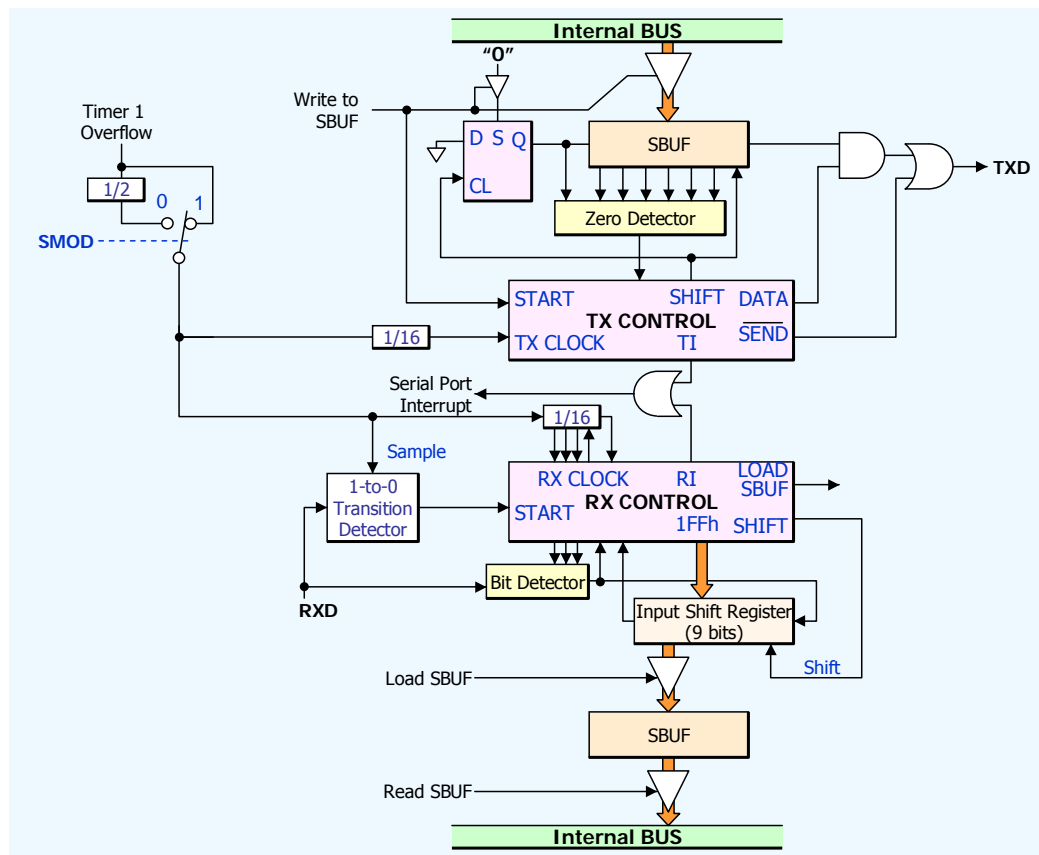 Internal BUS
“0”
Write to
SBUF
Timer 1
Overflow
D S Q
CL
SBUF
TXD
1/2
0
1
SMOD
Zero Detector
START
SHIFT
DATA
TX CONTROL
TX CLOCK
TI
SEND
1/16
Serial Port
Interrupt
1/16
Sample
1-to-0
Transition
Detector
RX CLOCK
RI
LOAD
SBUF
RX CONTROL
START
1FFh
SHIFT
Bit Detector
RXD
Input Shift Register
(9 bits)
Shift
Load SBUF
SBUF
Read SBUF
Internal BUS